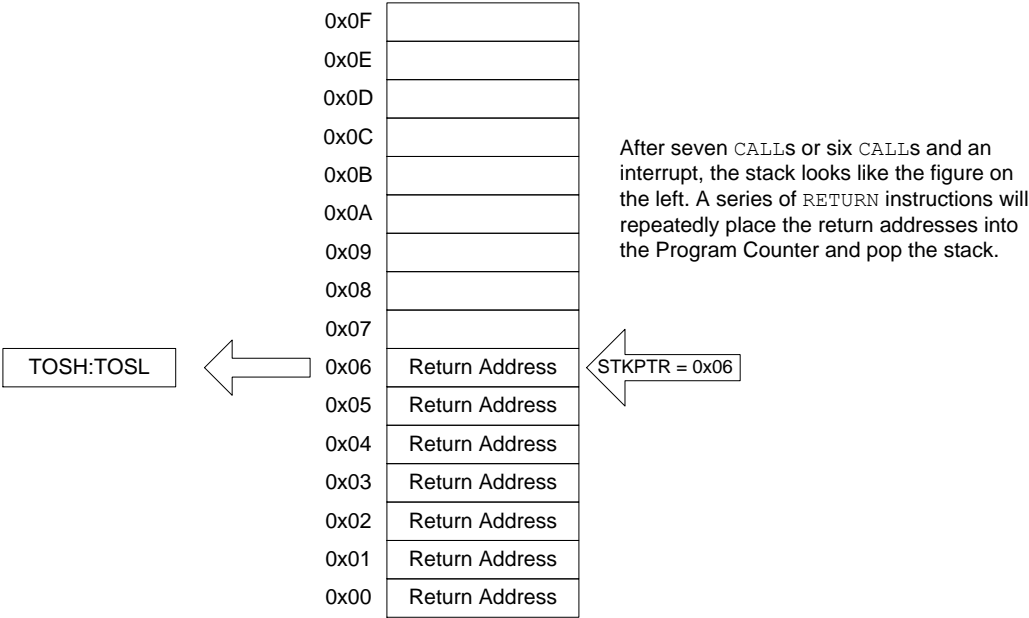 0x0F
0x0E
0x0D
0x0C
0x0B
0x0A
0x09
0x08
0x07
After seven CALLs or six CALLs and an
interrupt, the stack looks like the figure on
the left. A series of RETURN instructions will
repeatedly place the return addresses into
the Program Counter and pop the stack.
TOSH:TOSL
0x06 Return Address STKPTR = 0x06
0x05 Return Address
0x04 Return Address
0x03 Return Address
0x02 Return Address
0x01 Return Address
0x00 Return Address